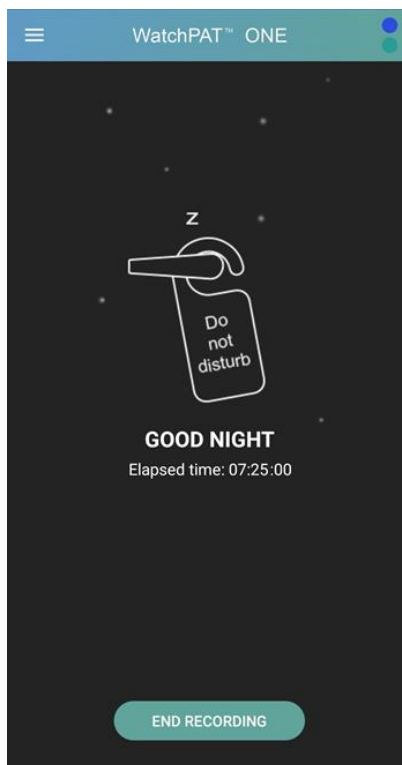 WatchPAT™ ONE
Z
Do
not
disturb
GOOD NIGHT
Elapsed time: 07:25:00
END RECORDING